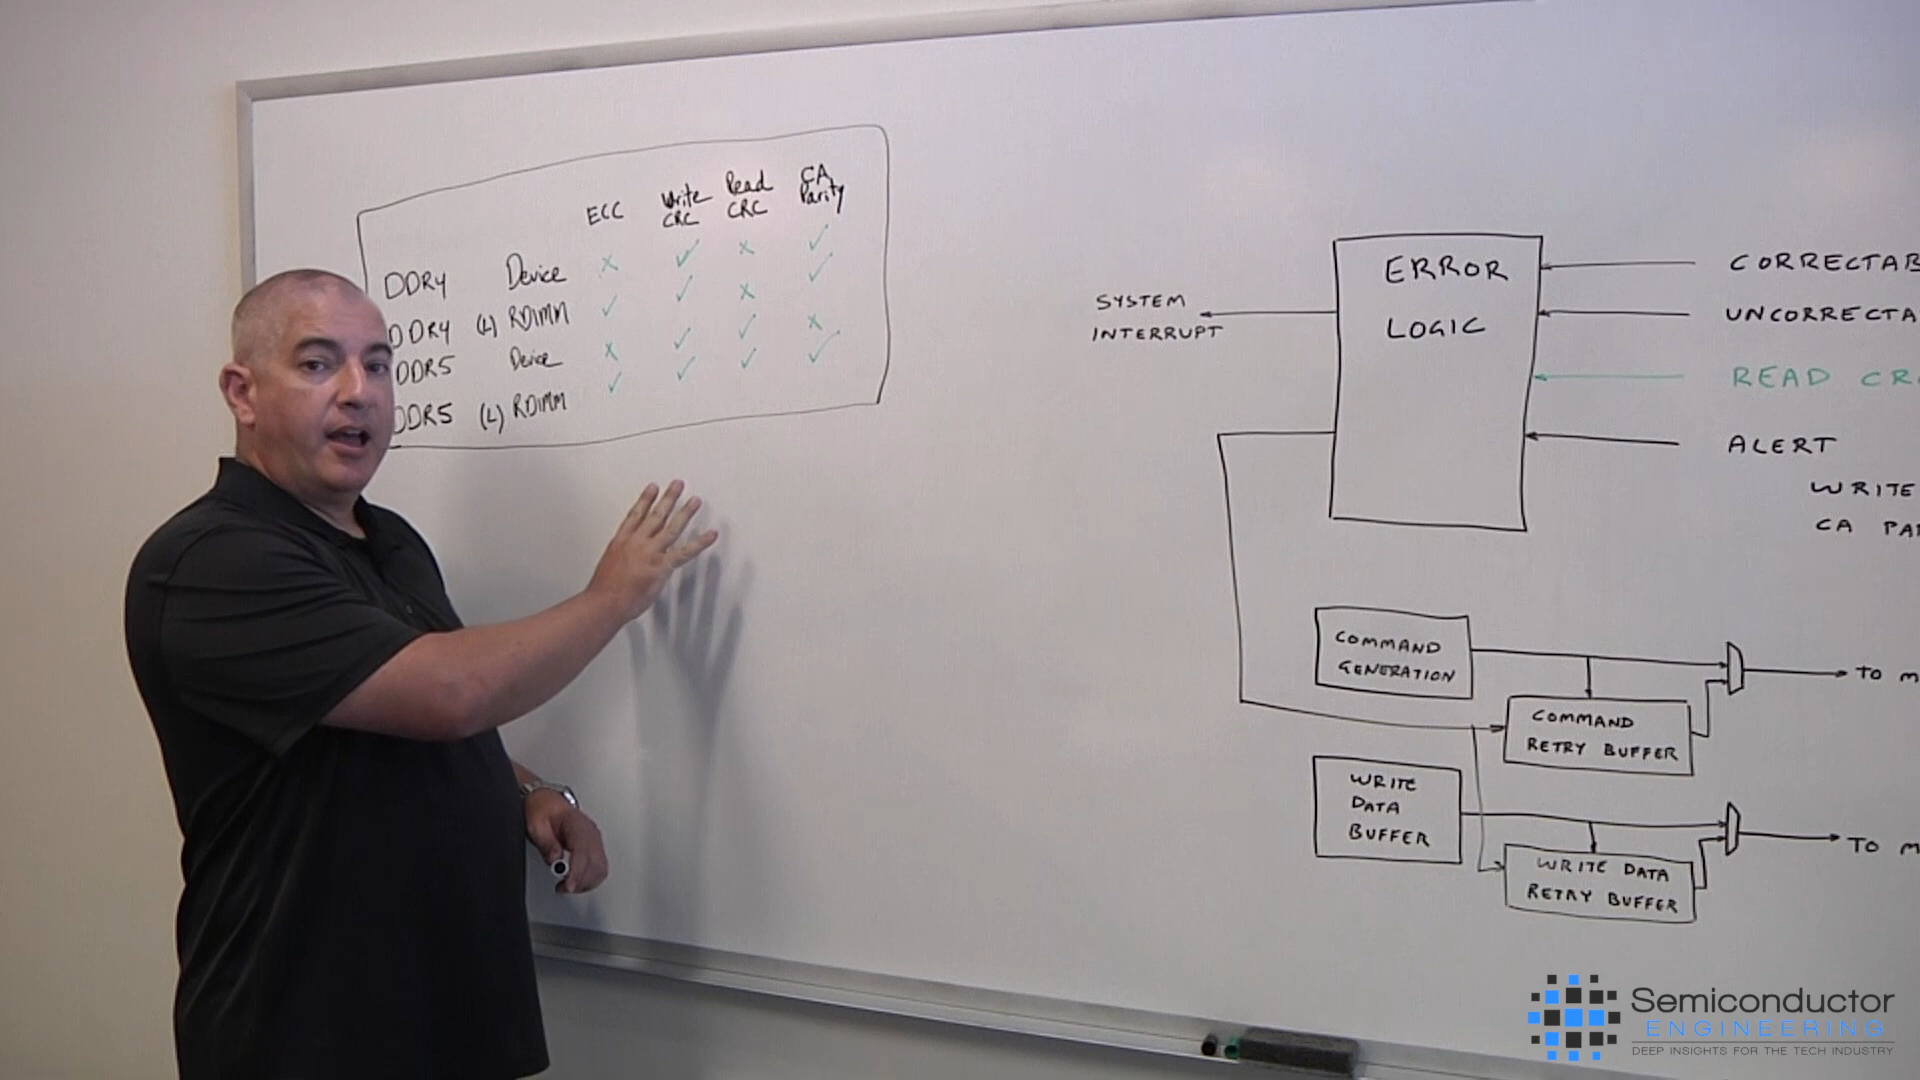 ECC Write CRC Read CRC CA Parity
DDR4 Device x ✓ x ✓
DDR4 (L) RDIMM ✓ ✓ x ✓
DDR5 Device x ✓ ✓ x
DDR5 (L) RDIMM ✓ ✓ ✓ ✓
ERROR
LOGIC
SYSTEM
INTERRUPT
CORRECTAB
UNCORRECTA
READ CR
ALERT
WRITE
CA PA
COMMAND
GENERATION
COMMAND
RETRY BUFFER
TO M
WRITE
DATA
BUFFER
WRITE DATA
RETRY BUFFER
TO M
Semiconductor
ENGINEERING
DEEP INSIGHTS FOR THE TECH INDUSTRY